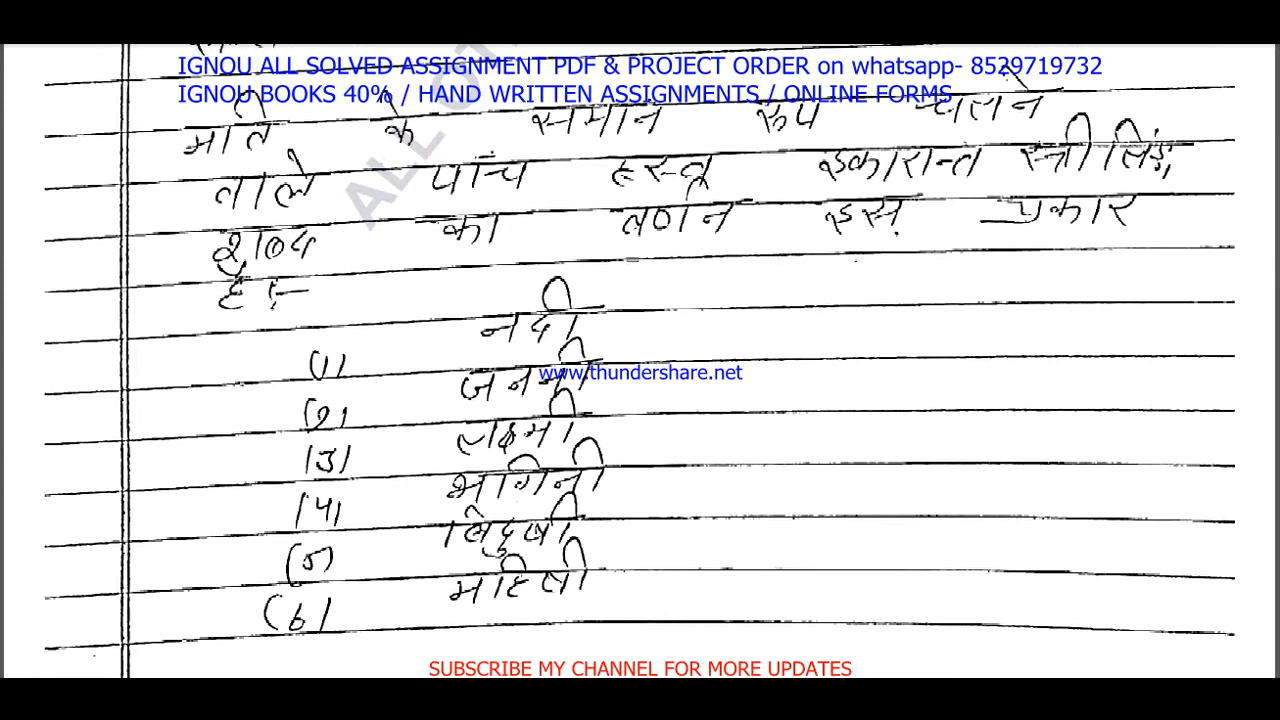 IGNOU ALL SOLVED ASSIGNMENT PDF & PROJECT ORDER on whatsapp- 8529719732
IGNOU BOOKS 40% / HAND WRITTEN ASSIGNMENTS / ONLINE FORMS
मति के समान रूप चलने
वाले पाँच ह्रस्व इकारान्त स्त्रीलिंङ्ग
शब्द का वर्णन इस प्रकार
है :-
(1) नदी
(2) जननी
www.thundershare.net
(3) लक्ष्मी
(4) भगिनी
(5) विदुषी
(6) महिषी
SUBSCRIBE MY CHANNEL FOR MORE UPDATES